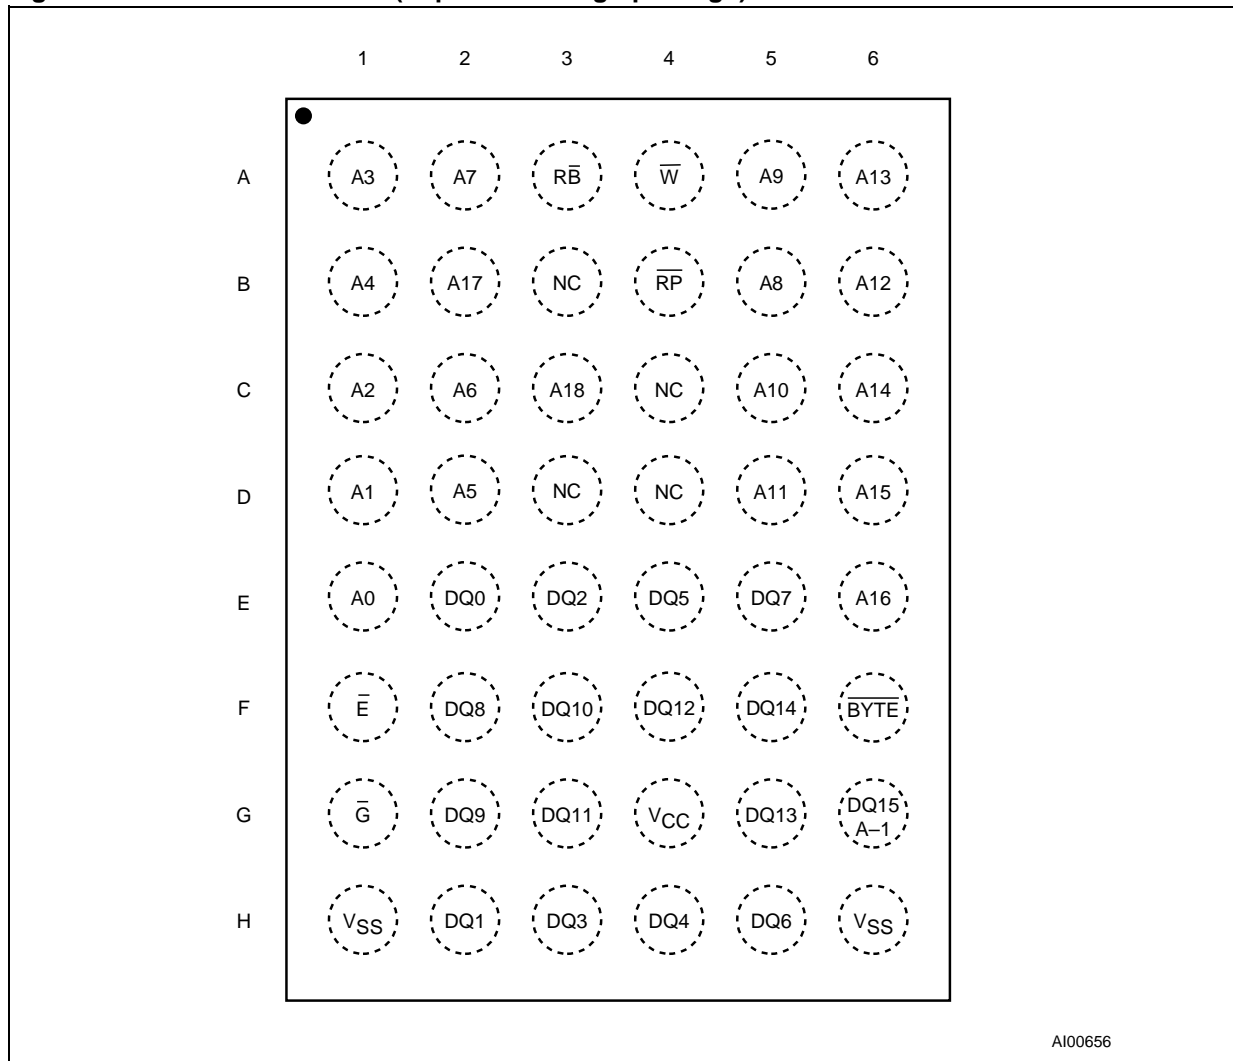 1 2 3 4 5 6
A A3 A7 RB̅ W̅ A9 A13
B A4 A17 NC R̅P̅ A8 A12
C A2 A6 A18 NC A10 A14
D A1 A5 NC NC A11 A15
E A0 DQ0 DQ2 DQ5 DQ7 A16
F E̅ DQ8 DQ10 DQ12 DQ14 B̅Y̅T̅E̅
G G̅ DQ9 DQ11 VCC DQ13 DQ15 A–1
H VSS DQ1 DQ3 DQ4 DQ6 VSS
AI00656